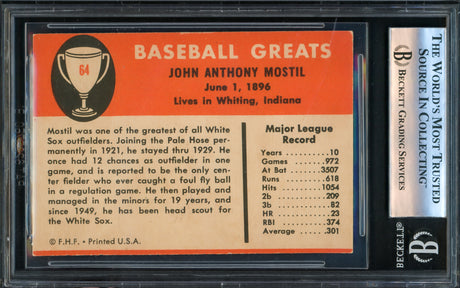 64
BASEBALL GREATS
JOHN ANTHONY MOSTIL
June 1, 1896
Lives in Whiting, Indiana
Mostil was one of the greatest of all White
Sox outfielders. Joining the Pale Hose per-
manently in 1921, he stayed thru 1929. He
once had 12 chances as outfielder in one
game, and is reported to be the only cen-
ter fielder who ever caught a foul fly ball
in a regulation game. He then played and
managed in the minors for 19 years, and
since 1949, he has been head scout for
the White Sox.
© F.H.F. • Printed U.S.A.
Major League
Record
Years 10
Games 972
At Bat 3507
Runs 618
Hits 1054
2b 209
3b 82
HR 23
RBI 374
Average .301
THE WORLD'S MOST TRUSTED
SOURCE IN COLLECTING™
BECKETT GRADING SERVICES
B
BECKETT®
B